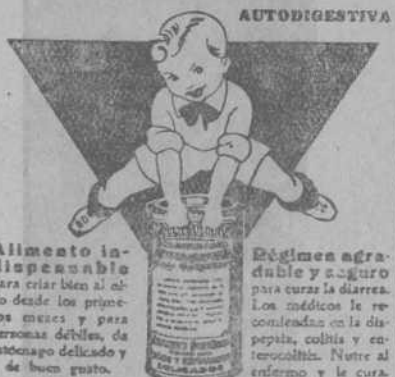 AUTODIGESTIVA
Alimento in-
dispensable
para criar bien al ni-
ño desde los prime-
ros meses y para
personas débiles, de
estómago delicado y
de buen gusto.
Régimen agra-
dable y seguro
para curar la diarrea.
Los médicos le re-
comiendan en la dis-
pepsia, colitis y en-
terocolitis. Nutre al
enfermo y le cura.